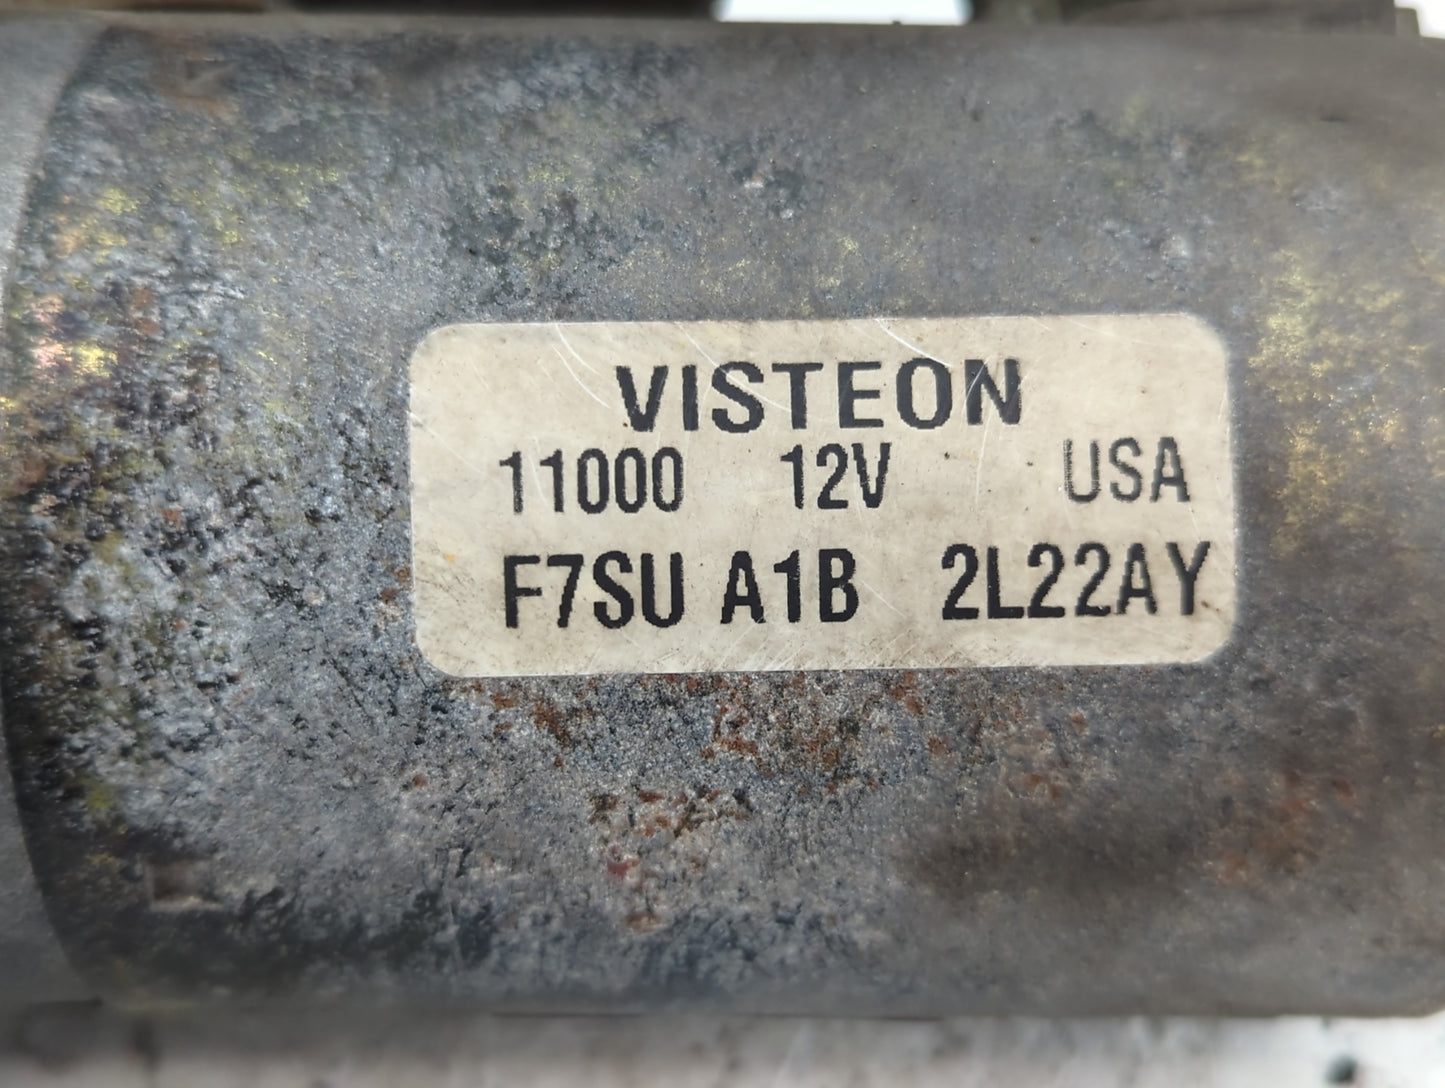 VISTEON
11000 12V USA
F7SU A1B 2L22AY